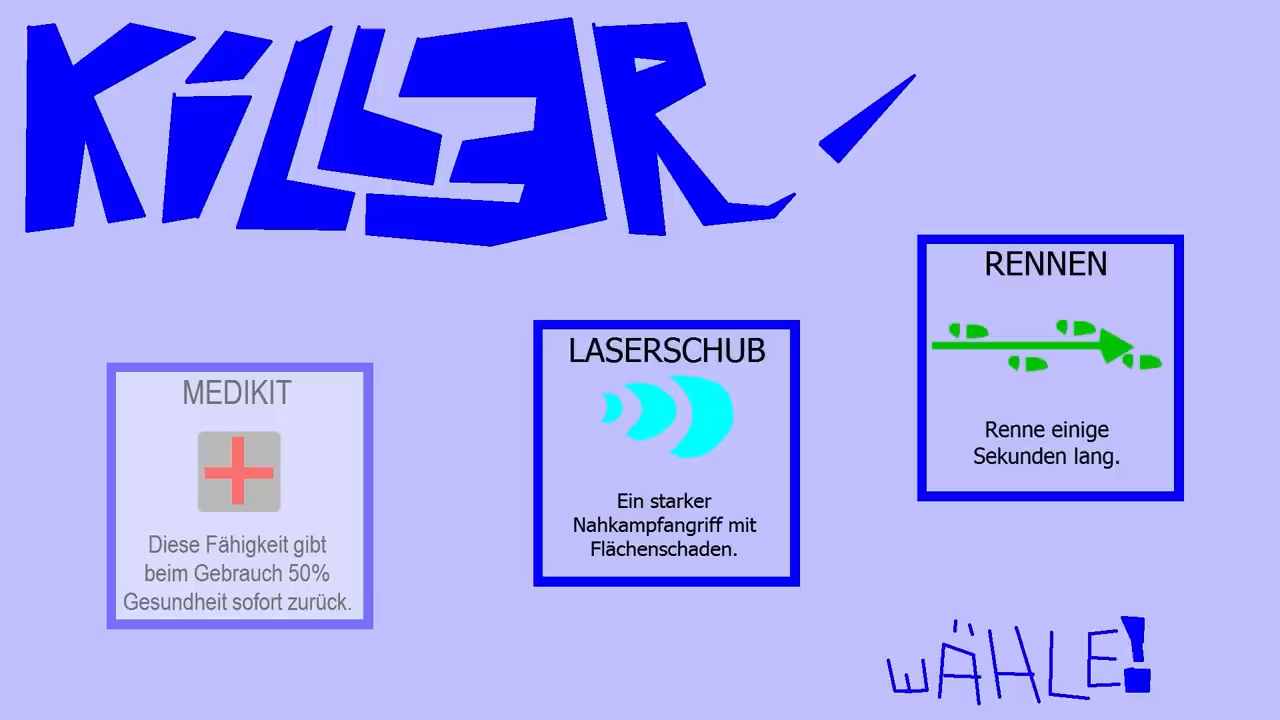 KiLLER
MEDIKIT
Diese Fähigkeit gibt
beim Gebrauch 50%
Gesundheit sofort zurück.
LASERSCHUB
Ein starker
Nahkampfangriff mit
Flächenschaden.
RENNEN
Renne einige
Sekunden lang.
WÄHLE!